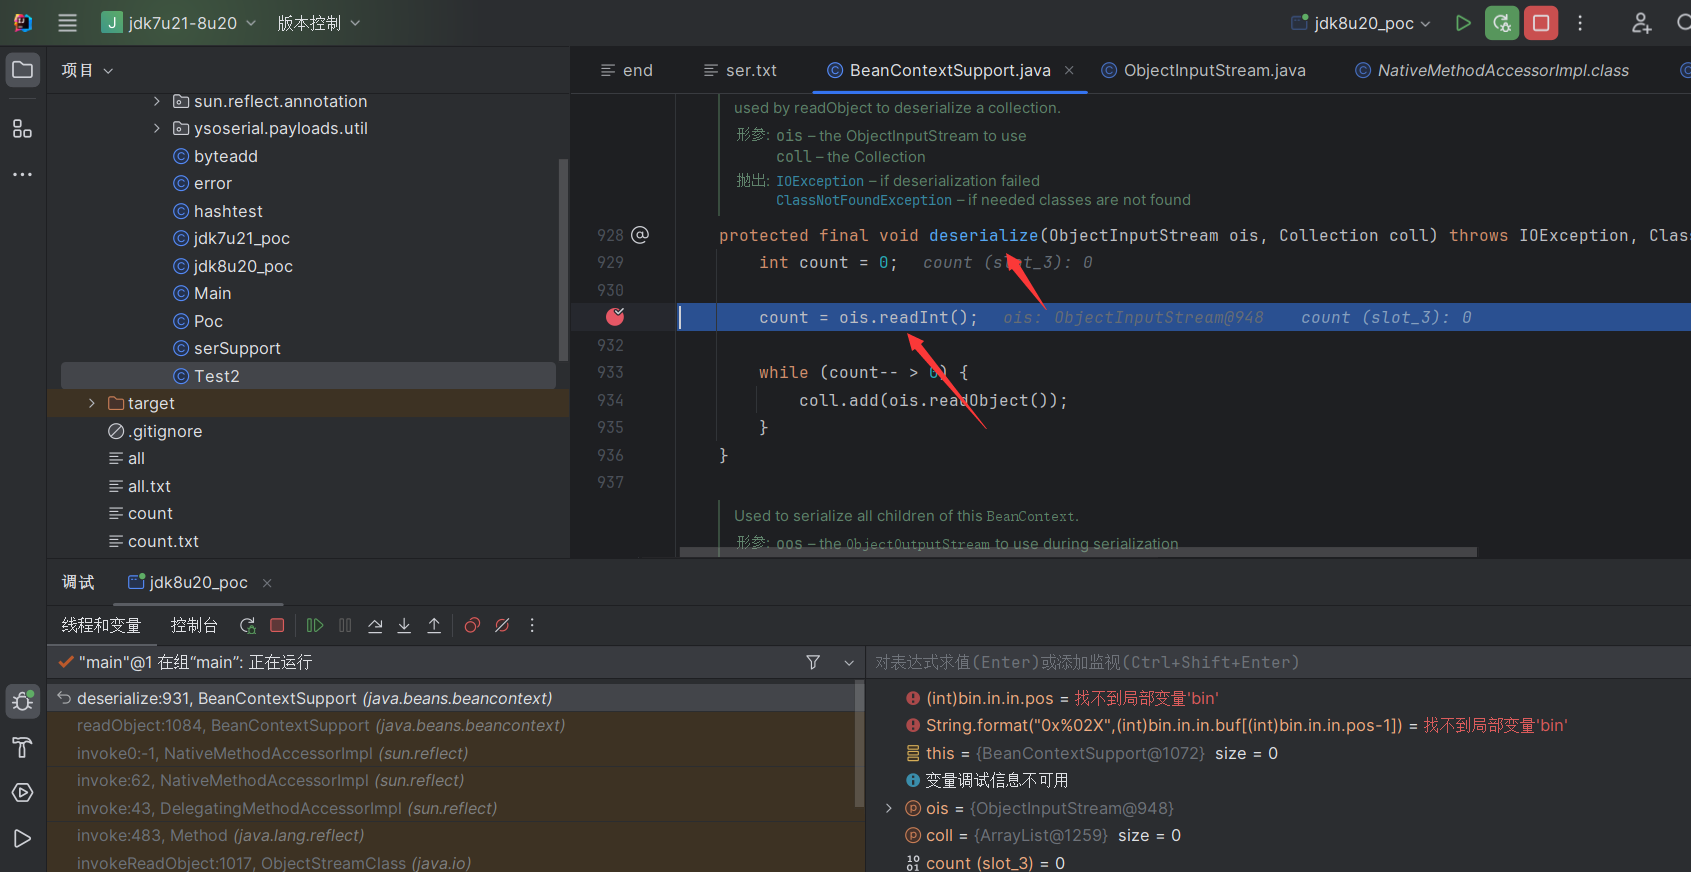 J jdk7u21-8u20 版本控制 jdk8u20_poc
项目
sun.reflect.annotation
ysoserial.payloads.util
byteadd
error
hashtest
jdk7u21_poc
jdk8u20_poc
Main
Poc
serSupport
Test2
target
.gitignore
all
all.txt
count
count.txt
end ser.txt BeanContextSupport.java ObjectInputStream.java NativeMethodAccessorImpl.class
used by readObject to deserialize a collection.
形参: ois – the ObjectInputStream to use
coll – the Collection
抛出: IOException – if deserialization failed
ClassNotFoundException – if needed classes are not found
928 protected final void deserialize(ObjectInputStream ois, Collection coll) throws IOException, Clas
929 int count = 0; count (slot_3): 0
930
count = ois.readInt(); ois: ObjectInputStream@948 count (slot_3): 0
932
933 while (count-- > 0) {
934 coll.add(ois.readObject());
935 }
936 }
937
Used to serialize all children of this BeanContext.
形参: oos – the ObjectOutputStream to use during serialization
调试 jdk8u20_poc
线程和变量 控制台
"main"@1 在组“main”: 正在运行
deserialize:931, BeanContextSupport (java.beans.beancontext)
readObject:1084, BeanContextSupport (java.beans.beancontext)
invoke0:-1, NativeMethodAccessorImpl (sun.reflect)
invoke:62, NativeMethodAccessorImpl (sun.reflect)
invoke:43, DelegatingMethodAccessorImpl (sun.reflect)
invoke:483, Method (java.lang.reflect)
invokeReadObject:1017, ObjectStreamClass (java.io)
对表达式求值(Enter)或添加监视(Ctrl+Shift+Enter)
(int)bin.in.in.pos = 找不到局部变量'bin'
String.format("0x%02X",(int)bin.in.in.buf[(int)bin.in.in.pos-1]) = 找不到局部变量'bin'
this = {BeanContextSupport@1072} size = 0
变量调试信息不可用
ois = {ObjectInputStream@948}
coll = {ArrayList@1259} size = 0
count (slot_3) = 0